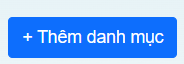 + Thêm danh mục